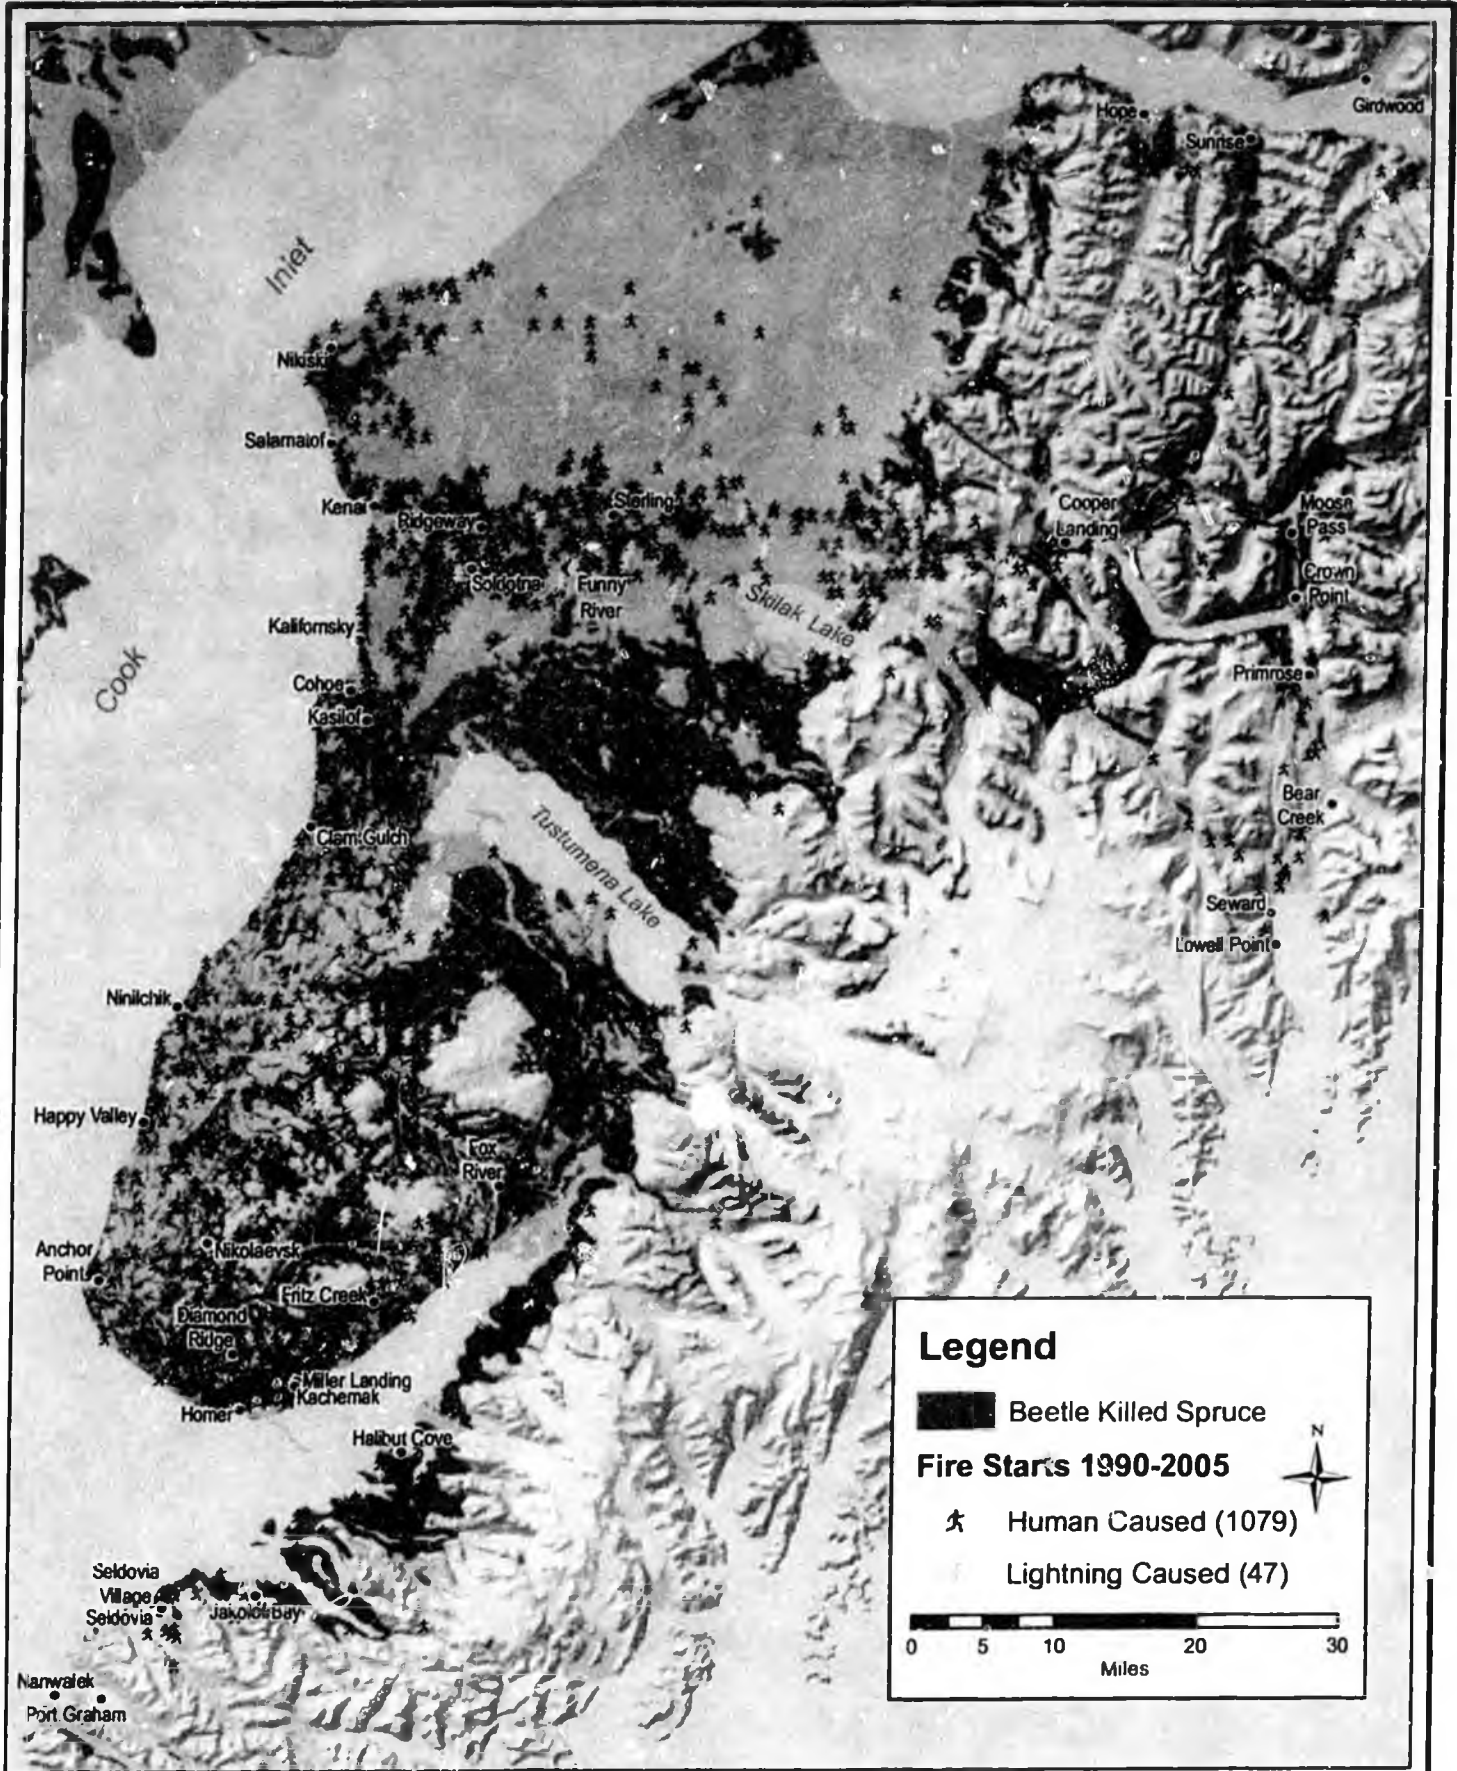 Girdwood
Hope
Sunrise
Inlet
Nikiski
Salamatof
Kenai
Ridgeway
Sterling
Cooper
Landing
Moose
Pass
Soldotna
Funny
River
Crown
Point
Skilak Lake
Kalifornsky
Cook
Cohoe
Kasilof
Primrose
Bear
Creek
Clam Gulch
Tustumena Lake
Seward
Lowell Point
Ninilchik
Happy Valley
Fox
River
Anchor
Point
Nikolaevsk
Fritz Creek
Diamond
Ridge
Miller Landing
Kachemak
Homer
Halibut Cove
Seldovia
Village
Seldovia
Jakolof Bay
Nanwalek
Port Graham
Legend
Beetle Killed Spruce
N
Fire Starts 1990-2005
Human Caused (1079)
Lightning Caused (47)
0 5 10 20 30
Miles